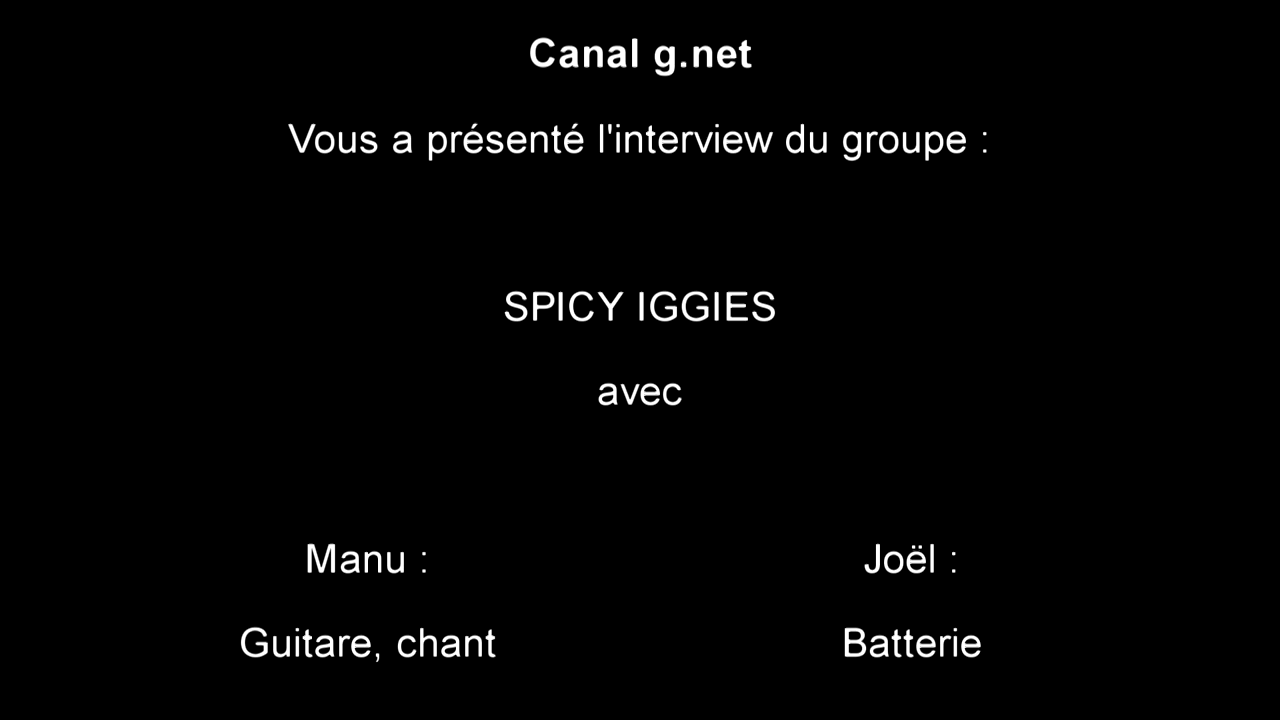 Canal g.net
Vous a présenté l'interview du groupe :
SPICY IGGIES
avec
Manu : Joël :
Guitare, chant Batterie